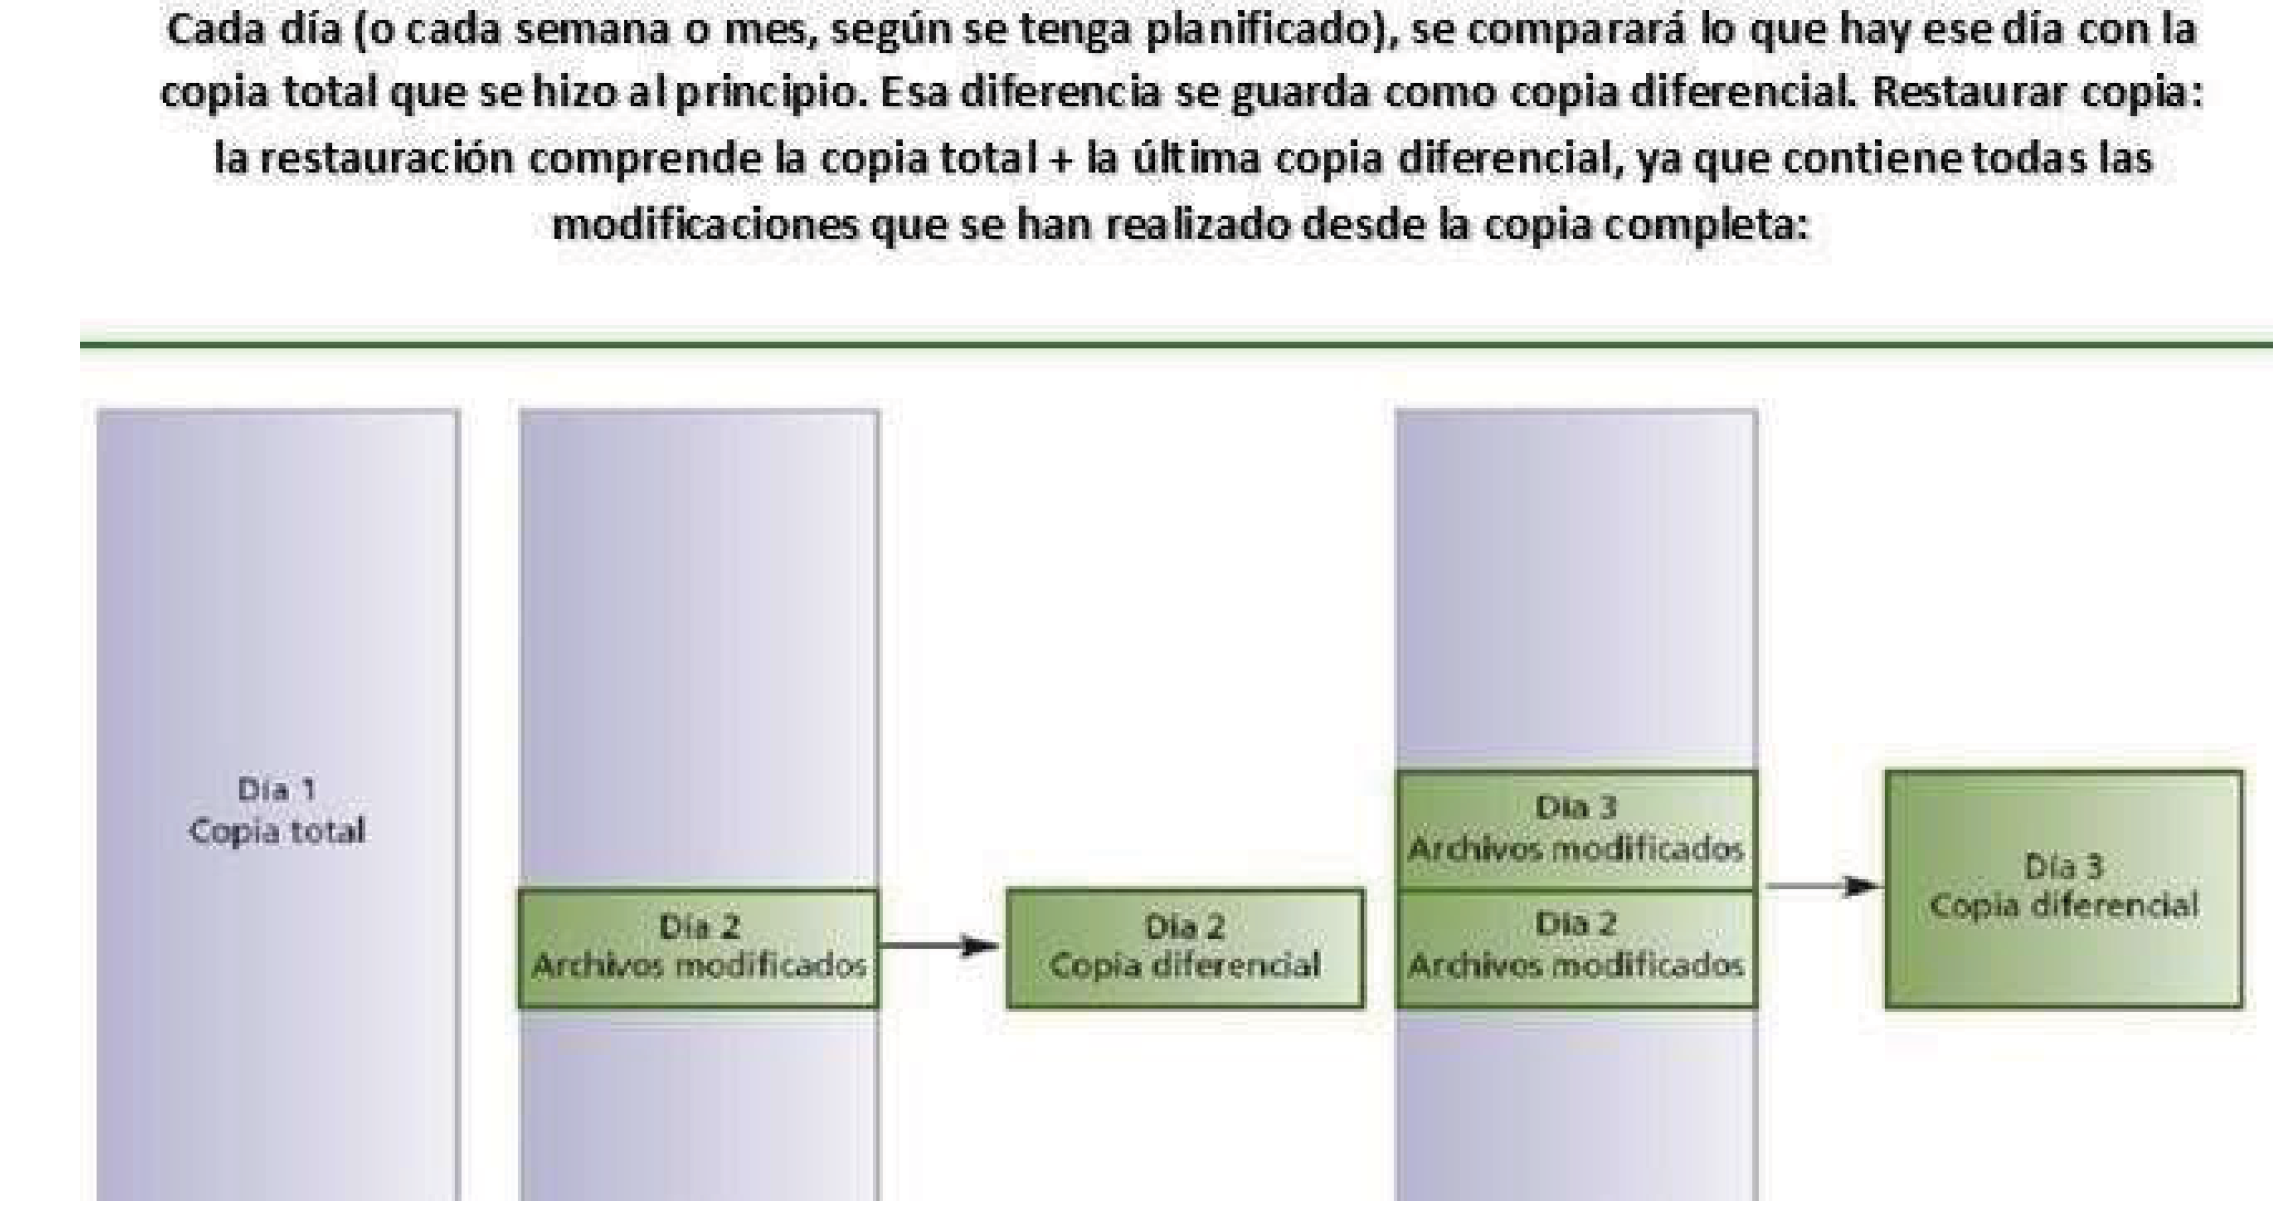 Cada día (o cada semana o mes, según se tenga planificado), se comparará lo que hay ese día con la
copia total que se hizo al principio. Esa diferencia se guarda como copia diferencial. Restaurar copia:
la restauración comprende la copia total + la última copia diferencial, ya que contiene todas las
modificaciones que se han realizado desde la copia completa:
Día 1
Copia total
Día 2
Archivos modificados
Día 2
Copia diferencial
Día 3
Archivos modificados
Día 2
Archivos modificados
Día 3
Copia diferencial